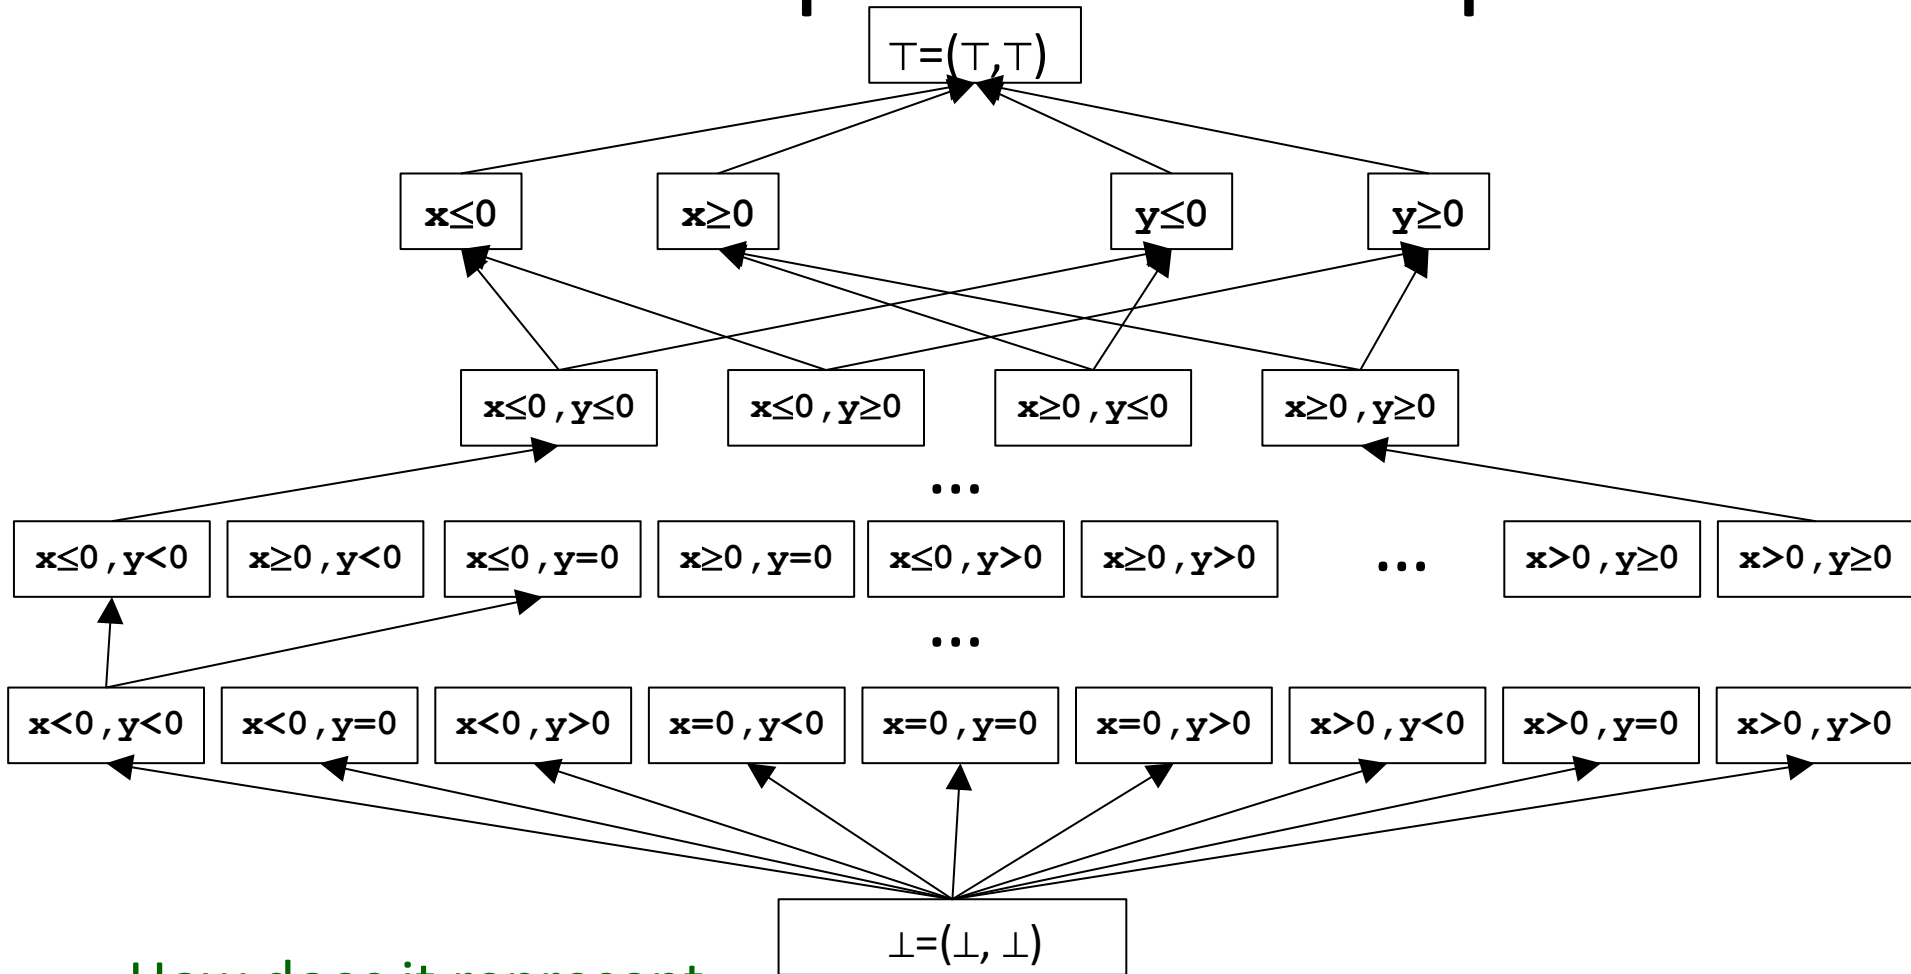 ⊤=(⊤,⊤)
x≤0 x≥0 y≤0 y≥0
x≤0,y≤0 x≤0,y≥0 x≥0,y≤0 x≥0,y≥0
…
x≤0,y<0 x≥0,y<0 x≤0,y=0 x≥0,y=0 x≤0,y>0 x≥0,y>0 … x>0,y≥0 x>0,y≥0
…
x<0,y<0 x<0,y=0 x<0,y>0 x=0,y<0 x=0,y=0 x=0,y>0 x>0,y<0 x>0,y=0 x>0,y>0
⊥=(⊥, ⊥)
How does it represent